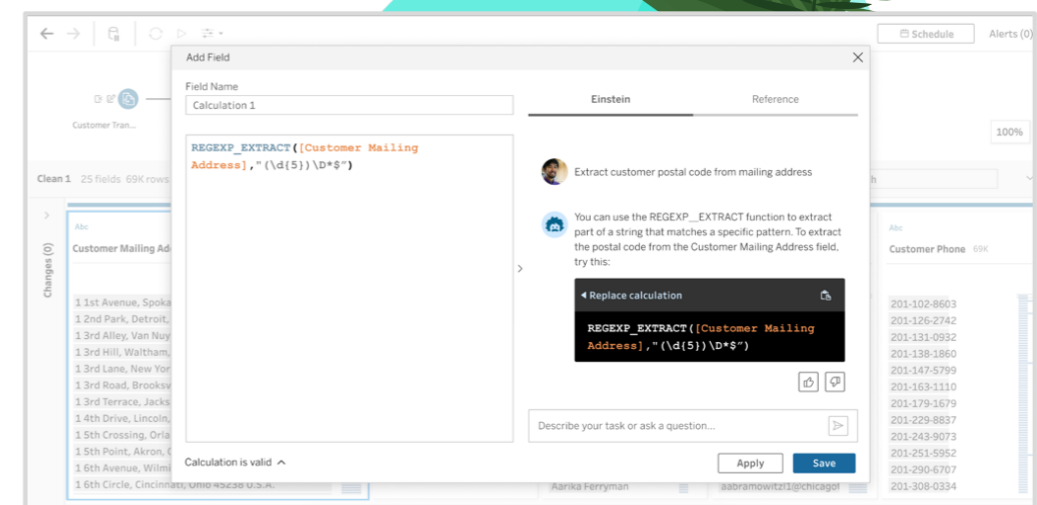 Schedule
Alerts (0)
Add Field
Field Name
Calculation 1
Einstein
Reference
Customer Tran...
100%
REGEXP_EXTRACT([Customer Mailing
Address],"(\d{5})\D*$")
Extract customer postal code from mailing address
Clean 1 25 fields 69K rows
You can use the REGEXP__EXTRACT function to extract
part of a string that matches a specific pattern. To extract
the postal code from the Customer Mailing Address field,
try this:
Replace calculation
REGEXP_EXTRACT([Customer Mailing
Address],"(\d{5})\D*$")
Describe your task or ask a question...
Calculation is valid
Apply
Save
Changes (0)
Abc
Customer Mailing Ad
1 1st Avenue, Spoka
1 2nd Park, Detroit,
1 3rd Alley, Van Nuy
1 3rd Hill, Waltham,
1 3rd Lane, New Yor
1 3rd Road, Brooksv
1 3rd Terrace, Jacks
1 4th Drive, Lincoln,
1 5th Crossing, Orla
1 5th Point, Akron, O
1 6th Avenue, Wilmi
1 6th Circle, Cincinnati, Ohio 45238 U.S.A.
Aarika Ferryman
aabramowitzl1@chicagol
Abc
Customer Phone 69K
201-102-8603
201-126-2742
201-131-0932
201-138-1860
201-147-5799
201-163-1110
201-179-1679
201-229-8837
201-243-9073
201-251-5952
201-290-6707
201-308-0334